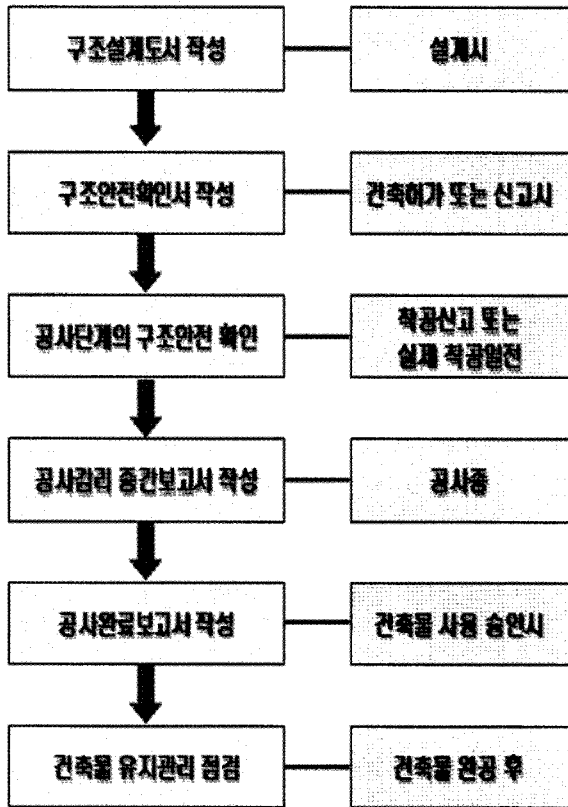 구조설계도서 작성
설계시
구조안전확인서 작성
건축허가 또는 신고시
공사단계의 구조안전 확인
착공신고 또는
실제 착공일전
공사감리 중간보고서 작성
공사중
공사완료보고서 작성
건축물 사용 승인시
건축물 유지관리 점검
건축물 완공 후